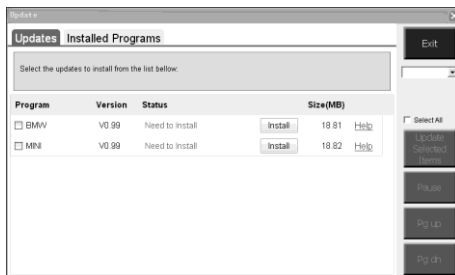 Update
Updates Installed Programs
Exit
Select the updates to install from the list bellow:
Program Version Status Size(MB)
Select All
BMW V0.99 Need to Install Install 18.81 Help
MINI V0.99 Need to Install Install 18.82 Help
Update
Selected
Items
Pause
Pg up
Pg dn